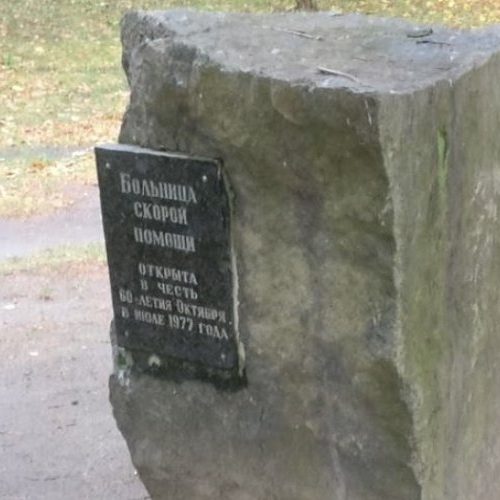 Больница
скорой
помощи
открыта
в честь
60-летия Октября
в июле 1977 года